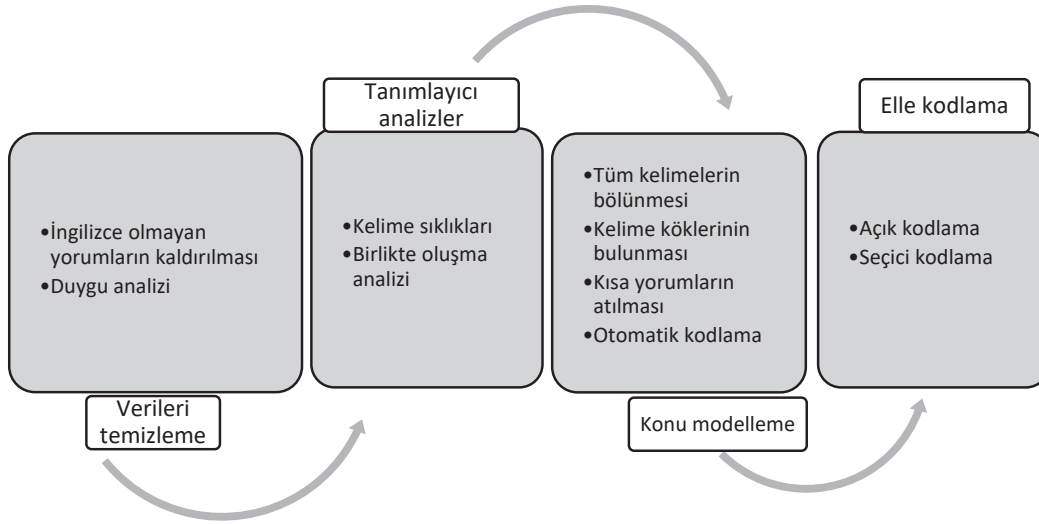 •İngilizce olmayan
yorumların kaldırılması
•Duygu analizi
Verileri
temizleme
Tanımlayıcı
analizler
•Kelime sıklıkları
•Birlikte oluşma
analizi
•Tüm kelimelerin
bölünmesi
•Kelime köklerinin
bulunması
•Kısa yorumların
atılması
•Otomatik kodlama
Konu modelleme
Elle kodlama
•Açık kodlama
•Seçici kodlama